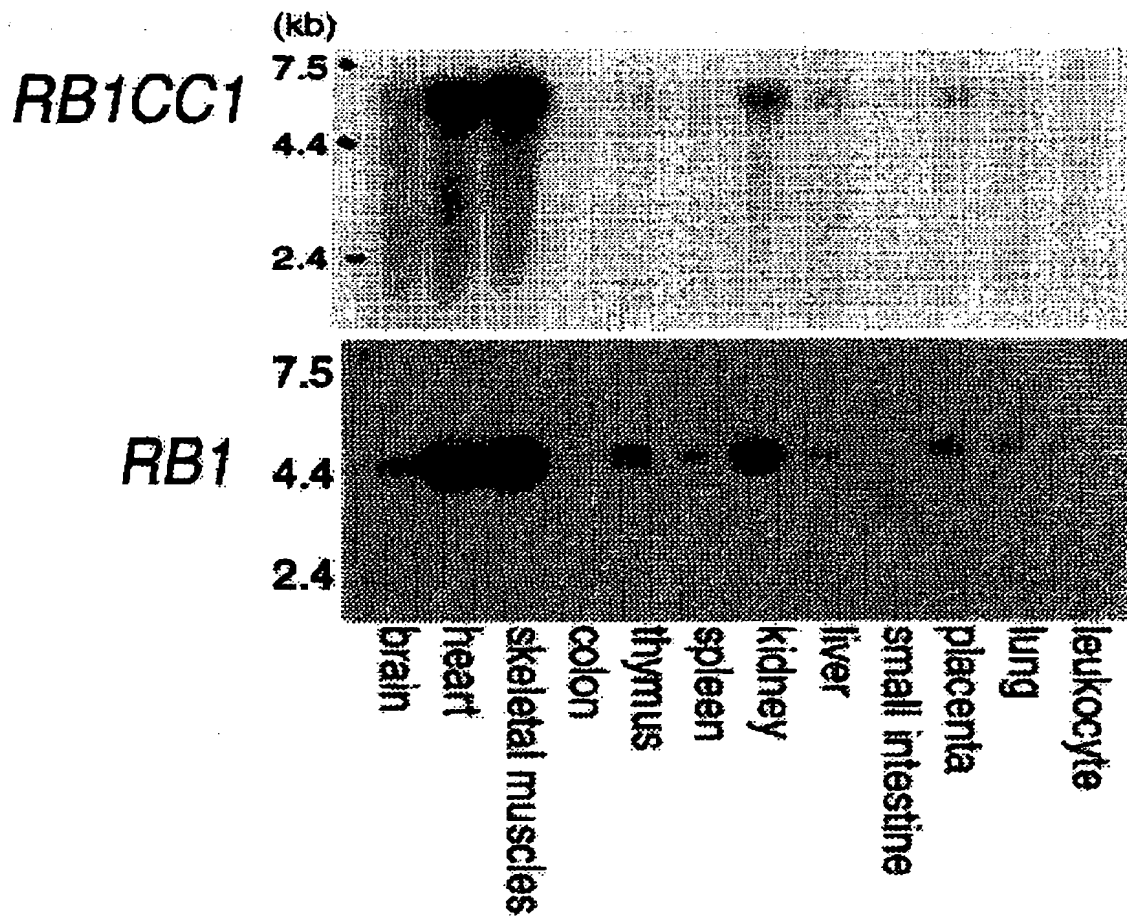 (kb)
RB1CC1
7.5
4.4
2.4
RB1
7.5
4.4
2.4
brain
heart
skeletal muscles
colon
thymus
spleen
kidney
liver
small intestine
placenta
lung
leukocyte